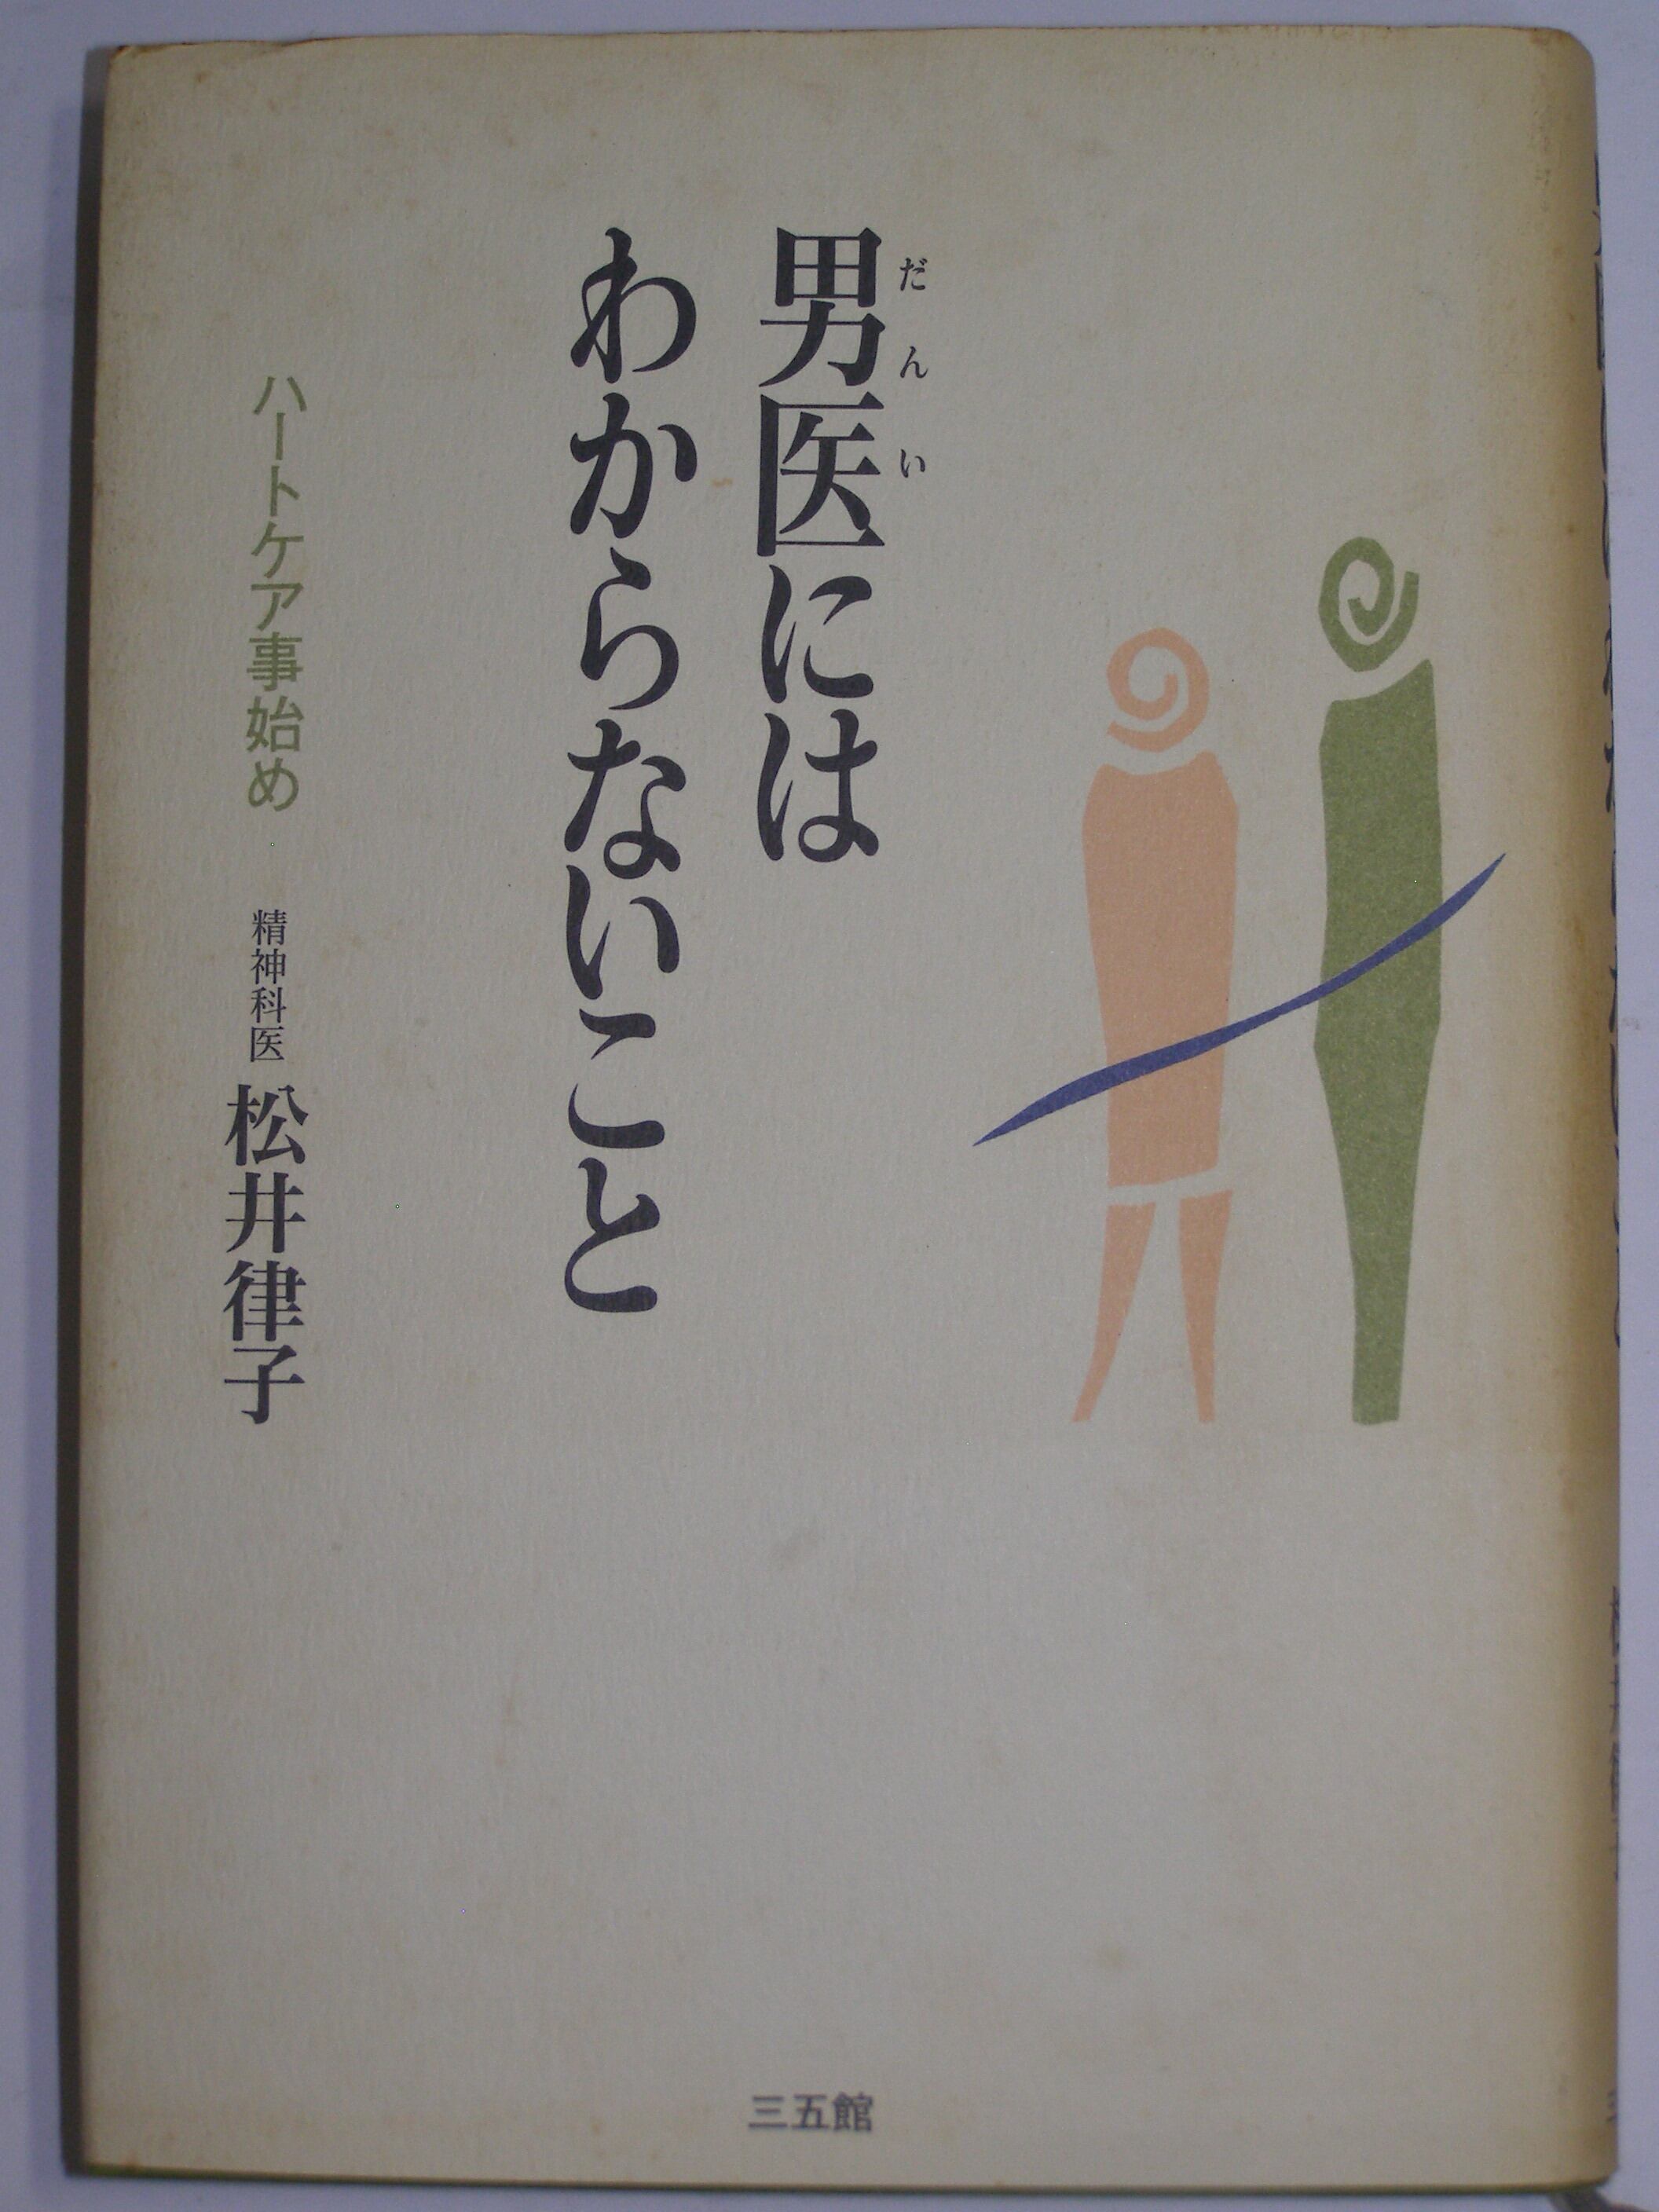 だんい
男医には
わからないこと
ハートケア事始め
精神科医 松井律子
三五館